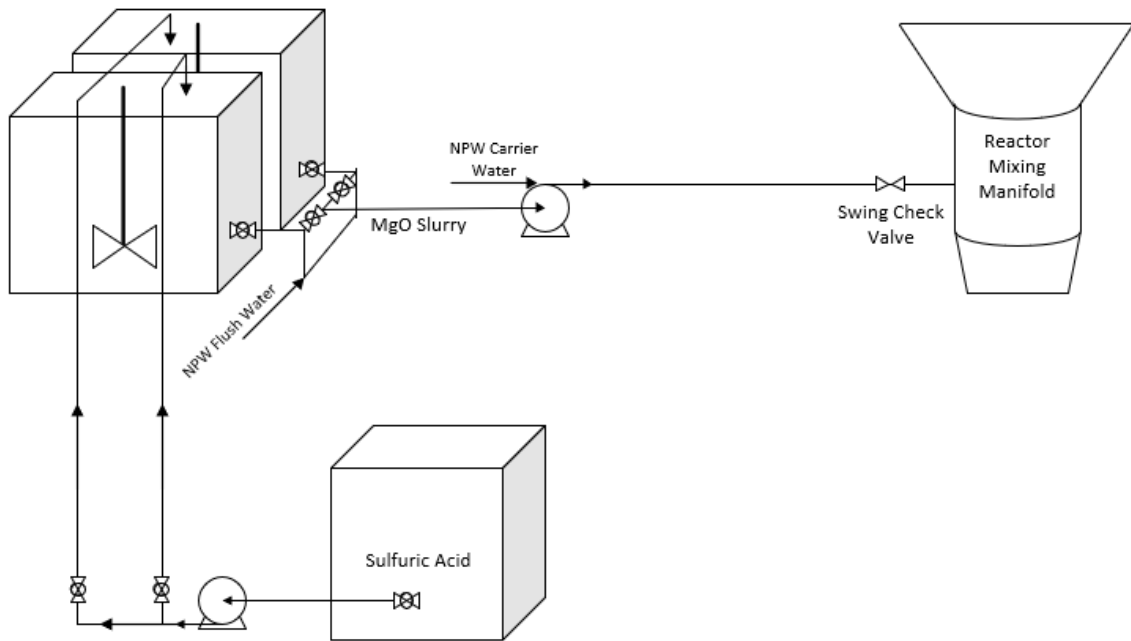 NPW Carrier
Water
Reactor
Mixing
Manifold
MgO Slurry
Swing Check
Valve
NPW Flush Water
Sulfuric Acid